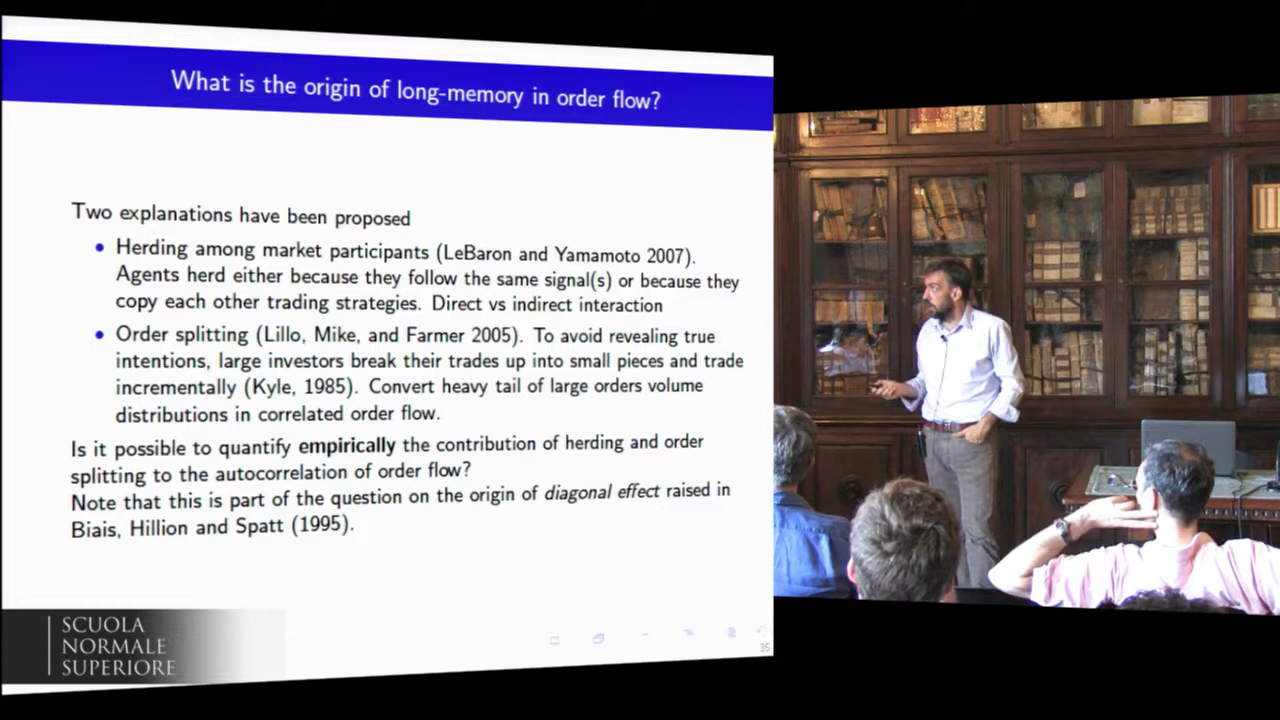 What is the origin of long-memory in order flow?
Two explanations have been proposed
• Herding among market participants (LeBaron and Yamamoto 2007).
Agents herd either because they follow the same signal(s) or because they
copy each other trading strategies. Direct vs indirect interaction
• Order splitting (Lillo, Mike, and Farmer 2005). To avoid revealing true
intentions, large investors break their trades up into small pieces and trade
incrementally (Kyle, 1985). Convert heavy tail of large orders volume
distributions in correlated order flow.
Is it possible to quantify empirically the contribution of herding and order
splitting to the autocorrelation of order flow?
Note that this is part of the question on the origin of diagonal effect raised in
Biais, Hillion and Spatt (1995).
35
SCUOLA
NORMALE
SUPERIORE